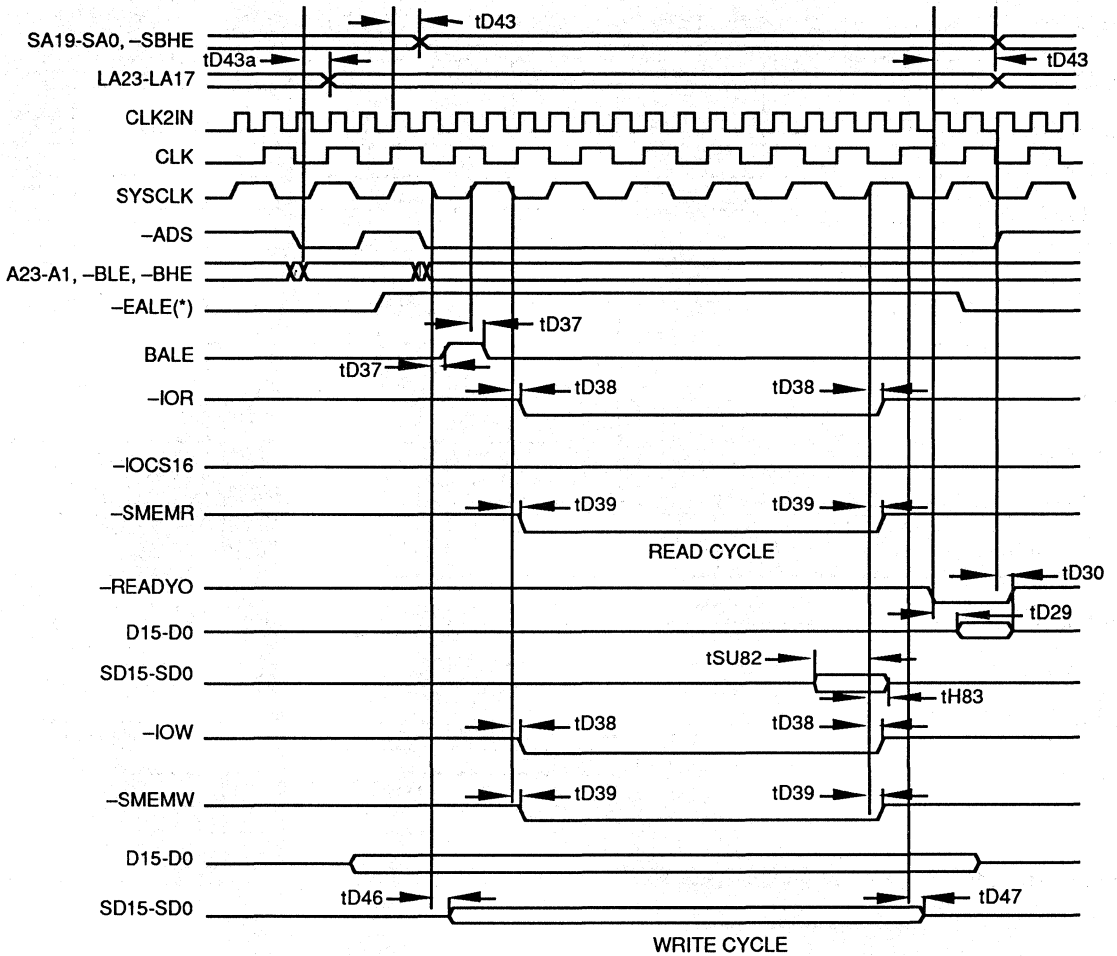 tD43
SA19-SA0, –SBHE
tD43a
tD43
LA23-LA17
CLK2IN
CLK
SYSCLK
–ADS
A23-A1, –BLE, –BHE
–EALE(*)
tD37
BALE
tD37
tD38
tD38
–IOR
–IOCS16
tD39
tD39
–SMEMR
READ CYCLE
tD30
–READYO
tD29
D15-D0
tSU82
SD15-SD0
tH83
tD38
tD38
–IOW
tD39
tD39
–SMEMW
D15-D0
tD46
tD47
SD15-SD0
WRITE CYCLE